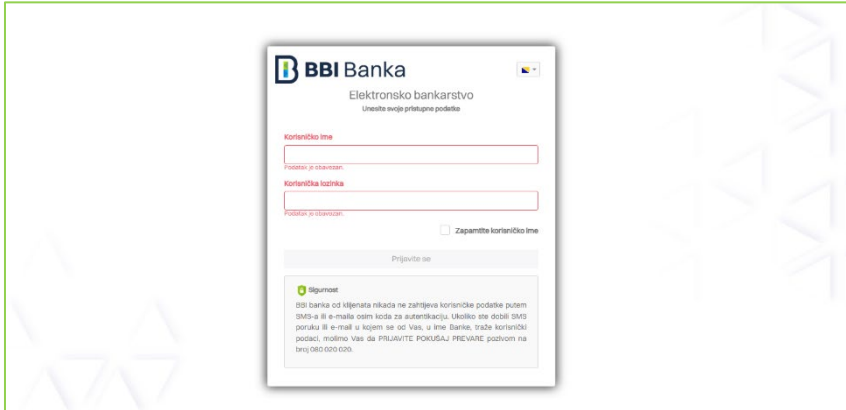 BBI Banka
Elektronsko bankarstvo
Unesite svoje pristupne podatke
Korisničko ime
Podatak je obavezan.
Korisnička lozinka
Podatak je obavezan.
Zapamtite korisničko ime
Prijavite se
Sigurnost
BBI banka od klijenata nikada ne zahtijeva korisničke podatke putem
SMS-a ili e-maila osim koda za autentikaciju. Ukoliko ste dobili SMS
poruku ili e-mail u kojem se od Vas, u ime Banke, traže korisnički
podaci, molimo Vas da PRIJAVITE POKUŠAJ PREVARE pozivom na
broj 080 020 020.